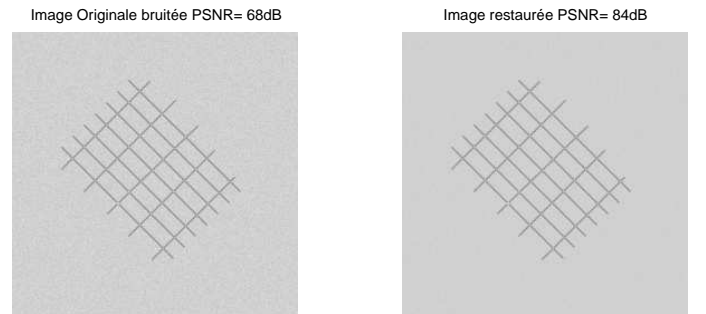 Image Originale bruitée PSNR= 68dB
Image restaurée PSNR= 84dB